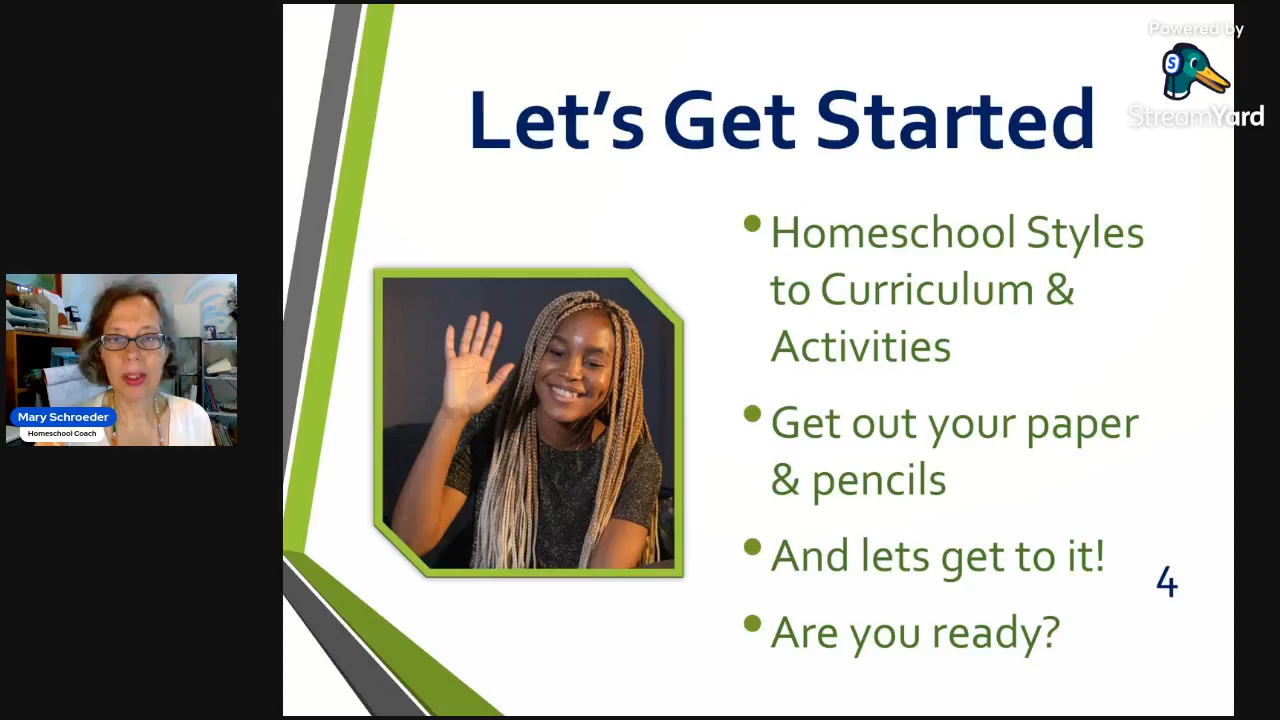 Powered by
S
StreamYard
Let's Get Started
• Homeschool Styles
to Curriculum &
Activities
• Get out your paper
& pencils
• And lets get to it!
• Are you ready?
4
Mary Schroeder
Homeschool Coach